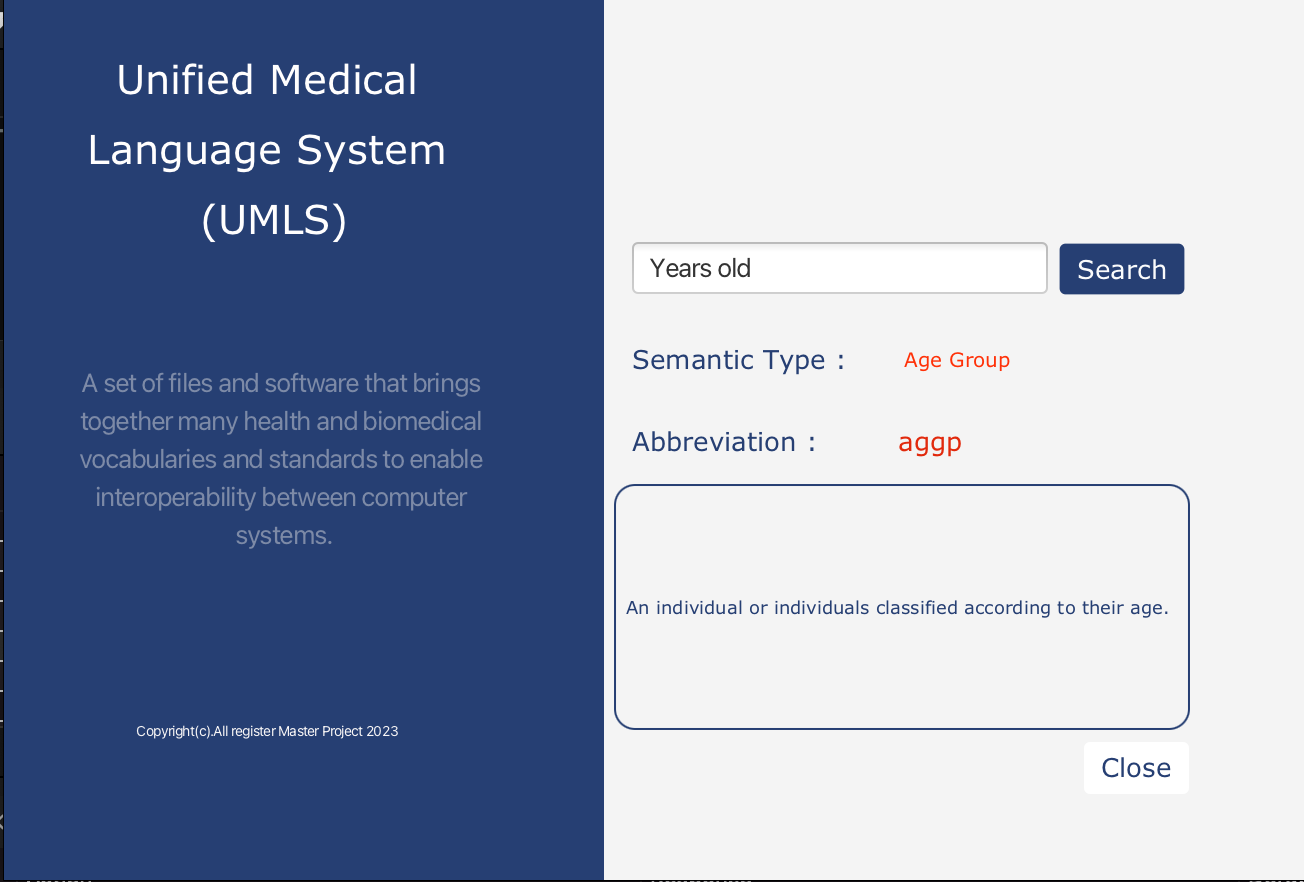 Unified Medical
Language System
(UMLS)
A set of files and software that brings
together many health and biomedical
vocabularies and standards to enable
interoperability between computer
systems.
Copyright(c).All register Master Project 2023
Years old
Search
Semantic Type :
Age Group
Abbreviation :
aggp
An individual or individuals classified according to their age.
Close